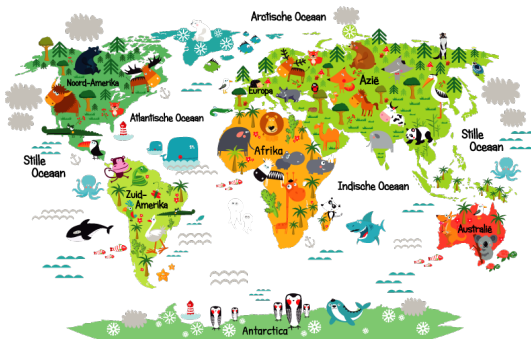 Arctische Oceaan
Noord-Amerika
Europa
Azië
Atlantische Oceaan
Stille
Oceaan
Afrika
Stille
Oceaan
Indische Oceaan
Zuid-
Amerika
Australië
Antarctica